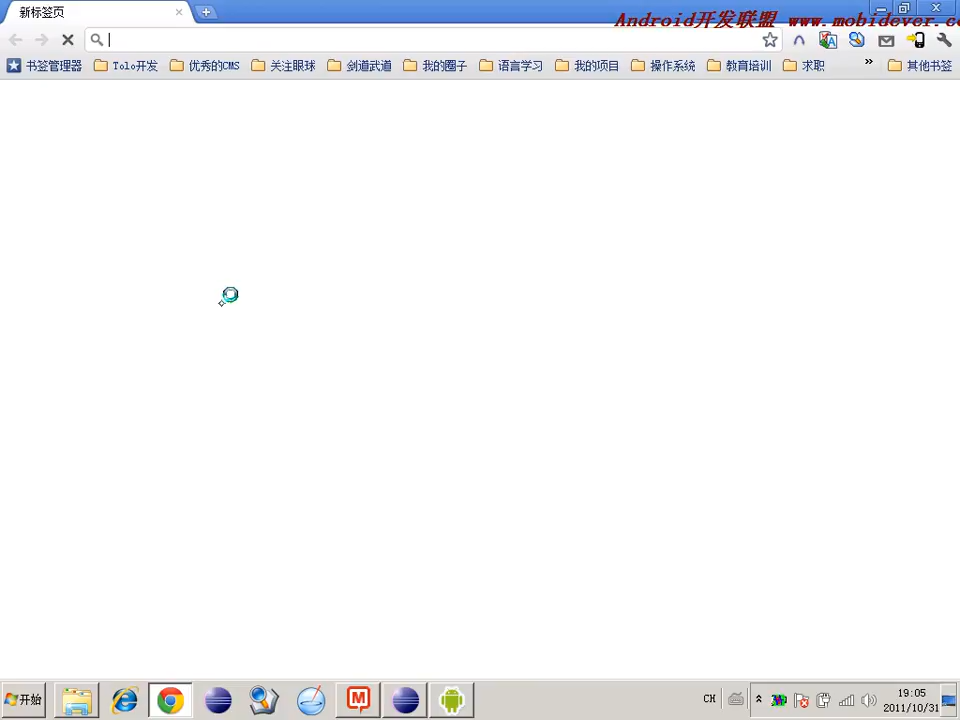 新标签页
Android开发联盟 www.mobidever.co
书签管理器 Tolo开发 优秀的CMS 关注眼球 剑道武道 我的圈子 语言学习 我的项目 操作系统 教育培训 求职 » 其他书签
开始 CH 19:05
2011/10/31